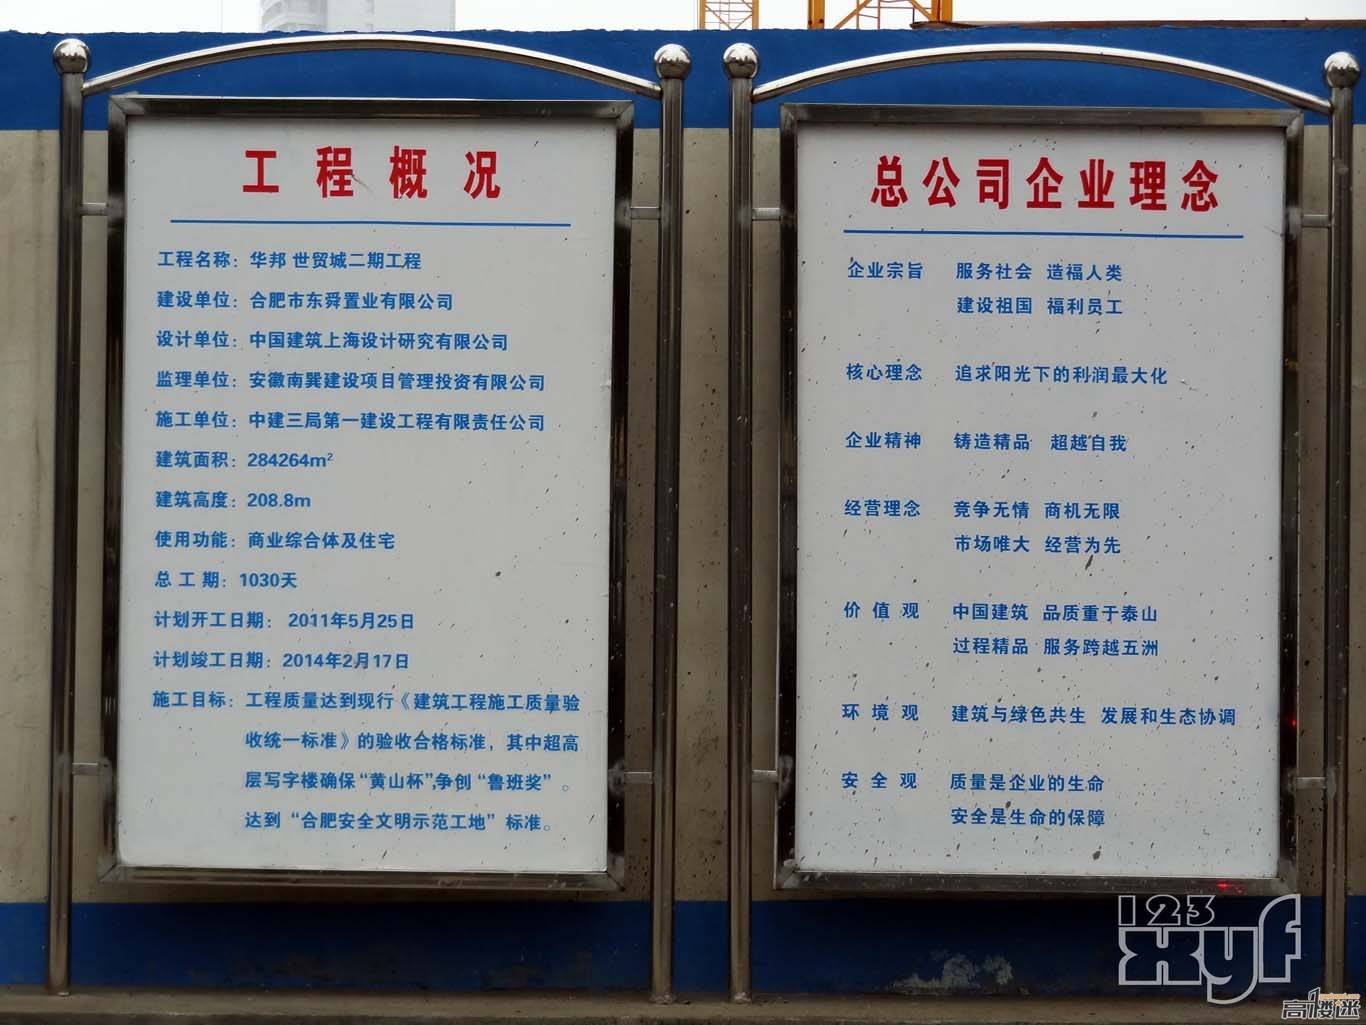 工程概况
工程名称：华邦 世贸城二期工程
建设单位：合肥市东舜置业有限公司
设计单位：中国建筑上海设计研究有限公司
监理单位：安徽南巽建设项目管理投资有限公司
施工单位：中建三局第一建设工程有限责任公司
建筑面积：284264m²
建筑高度：208.8m
使用功能：商业综合体及住宅
总 工 期：1030天
计划开工日期： 2011年5月25日
计划竣工日期：2014年2月17日
施工目标：工程质量达到现行《建筑工程施工质量验
收统一标准》的验收合格标准，其中超高
层写字楼确保“黄山杯”,争创“鲁班奖”。
达到“合肥安全文明示范工地”标准。
总公司企业理念
企业宗旨 服务社会 造福人类
建设祖国 福利员工
核心理念 追求阳光下的利润最大化
企业精神 铸造精品 超越自我
经营理念 竞争无情 商机无限
市场唯大 经营为先
价 值 观 中国建筑 品质重于泰山
过程精品 服务跨越五洲
环 境 观 建筑与绿色共生 发展和生态协调
安 全 观 质量是企业的生命
安全是生命的保障
123
xyf
高楼迷